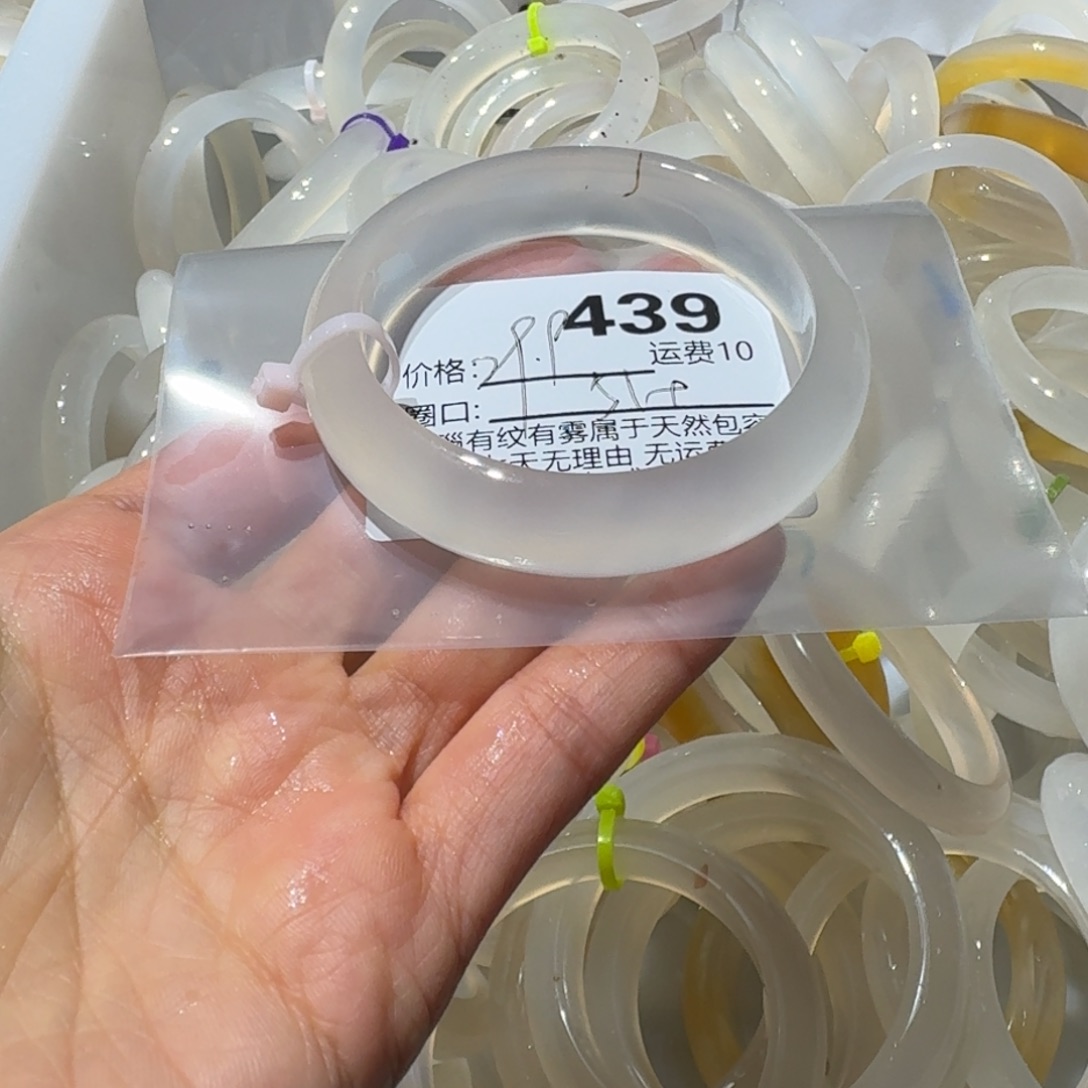 439
价格: 运费10
圈口:
瑙有纹有雾属于天然包容
天无理由 无运费